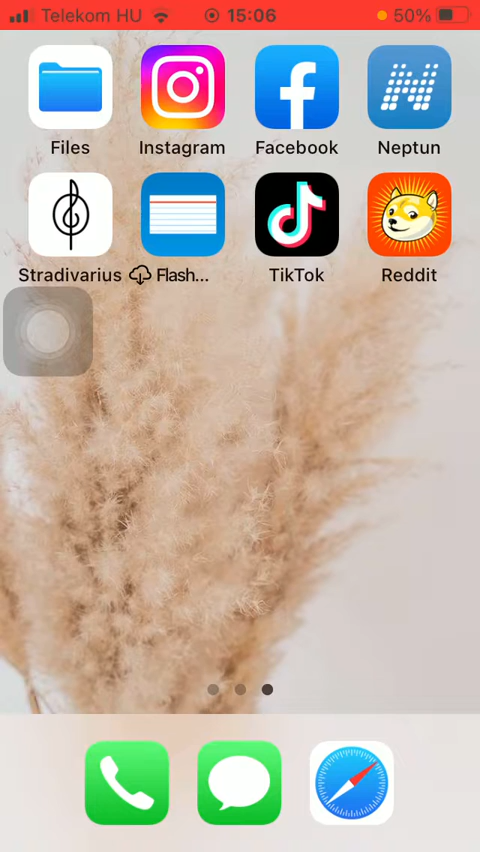 Telekom HU 15:06 50%
Files Instagram Facebook Neptun
Stradivarius Flash... TikTok Reddit